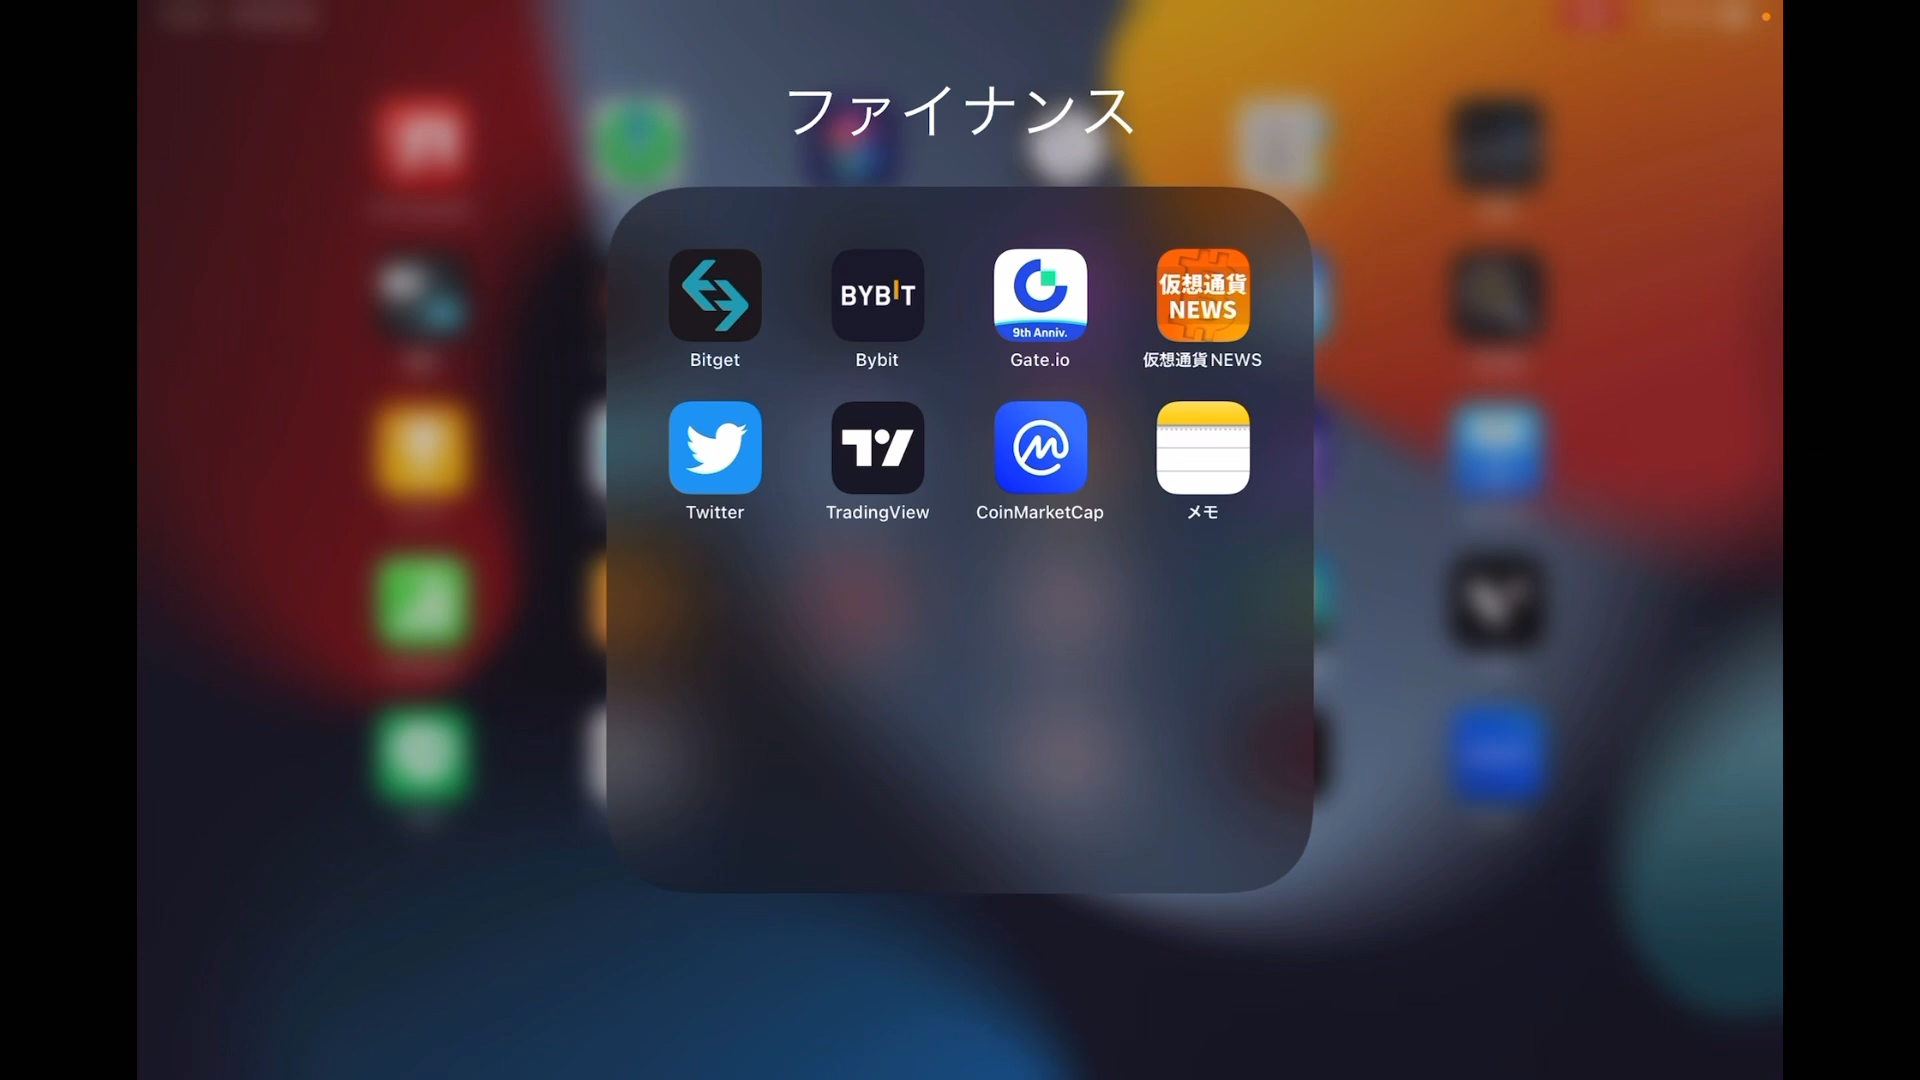 ファイナンス
BYBIT
9th Anniv.
仮想通貨
NEWS
Bitget
Bybit
Gate.io
仮想通貨NEWS
Twitter
TradingView
CoinMarketCap
メモ